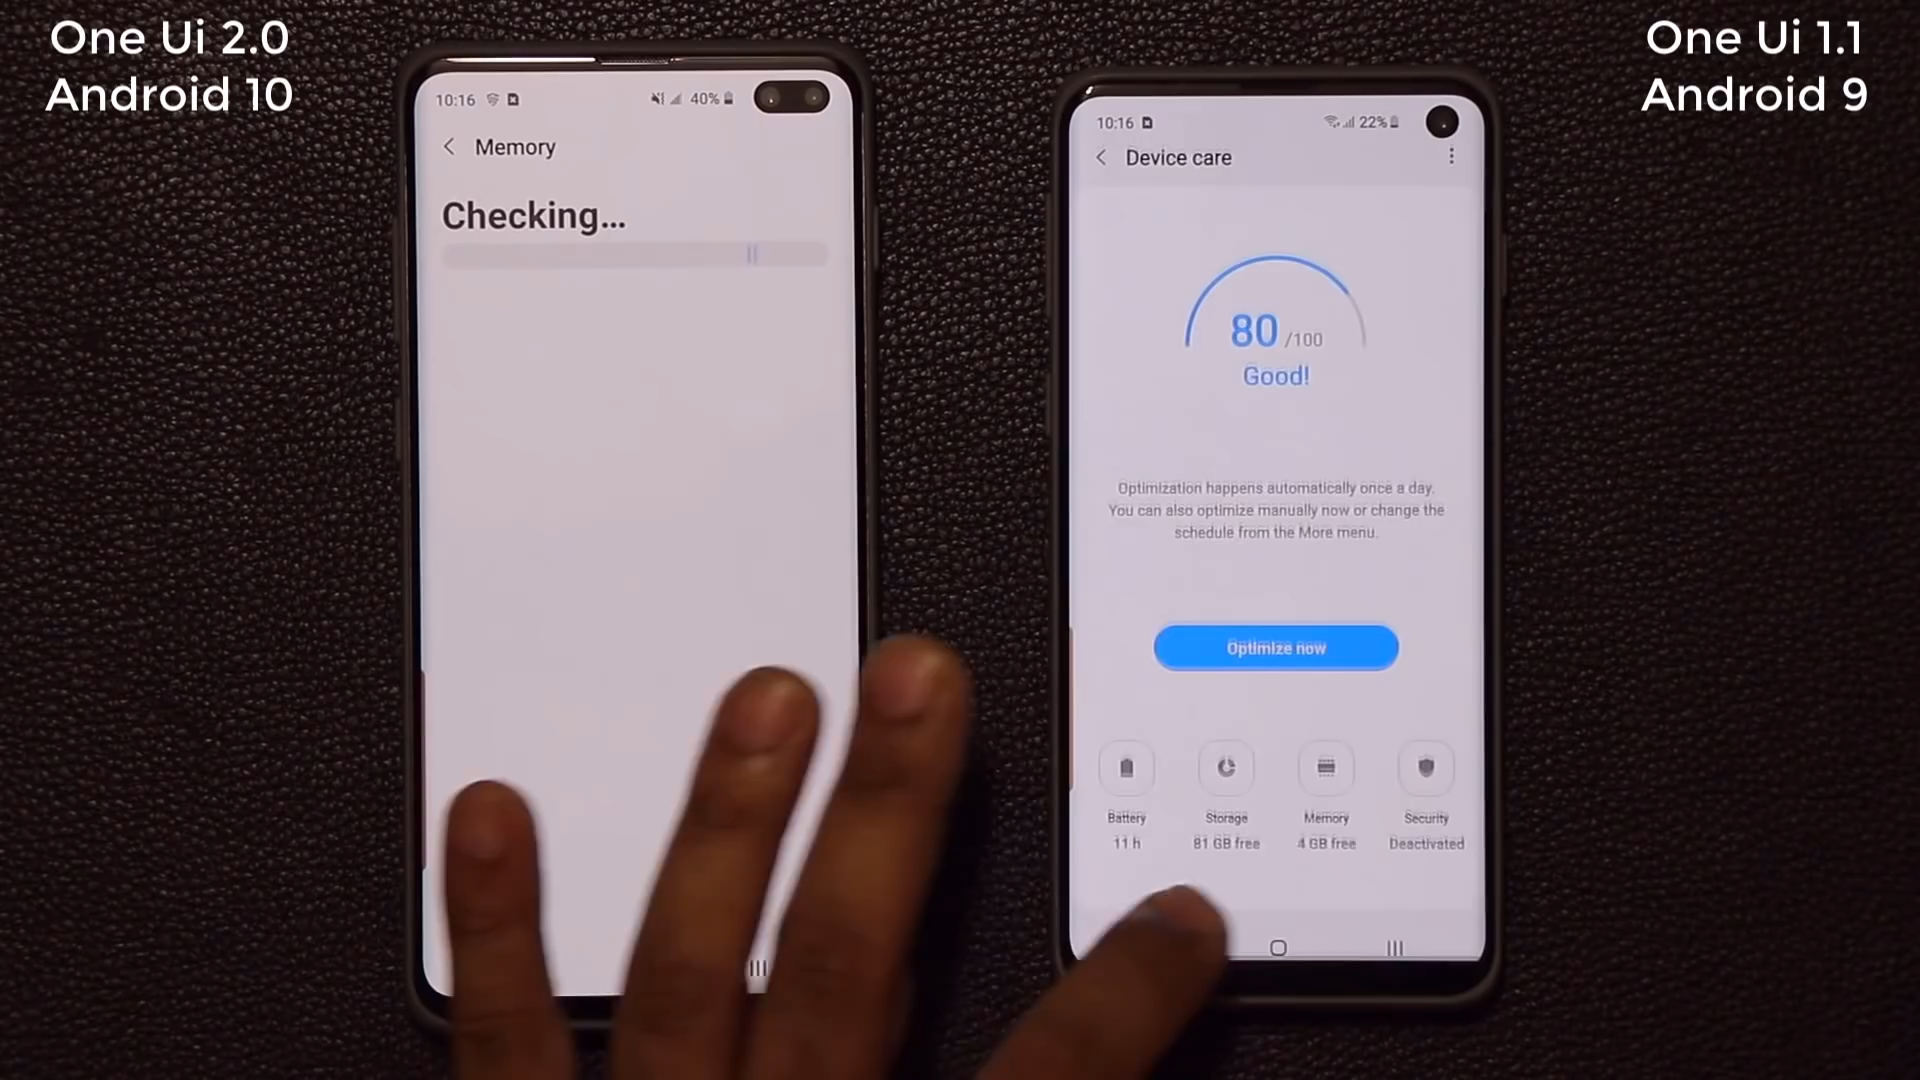 One Ui 2.0
Android 10
10:16
40%
Memory
Checking...
One Ui 1.1
Android 9
10:16
22%
Device care
80 /100
Good!
Optimization happens automatically once a day.
You can also optimize manually now or change the
schedule from the More menu.
Optimize now
Battery
11 h
Storage
81 GB free
Memory
4 GB free
Security
Deactivated